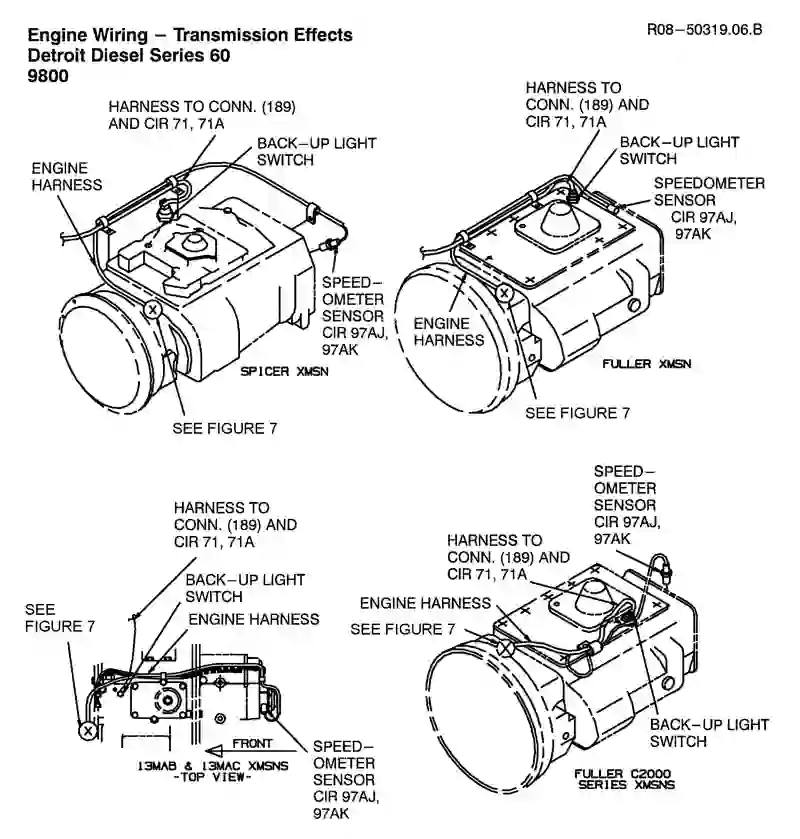 Engine Wiring – Transmission Effects
Detroit Diesel Series 60
9800
R08–50319.06.B
HARNESS TO CONN. (189)
AND CIR 71, 71A
BACK–UP LIGHT
SWITCH
ENGINE
HARNESS
SPEED–
OMETER
SENSOR
CIR 97AJ,
97AK
SPICER XMSN
SEE FIGURE 7
HARNESS TO
CONN. (189) AND
CIR 71, 71A
BACK–UP LIGHT
SWITCH
SPEEDOMETER
SENSOR
CIR 97AJ,
97AK
ENGINE
HARNESS
FULLER XMSN
SEE FIGURE 7
HARNESS TO
CONN. (189) AND
CIR 71, 71A
BACK–UP LIGHT
SWITCH
ENGINE HARNESS
SEE
FIGURE 7
FRONT
13MAB & 13MAC XMSNS
-TOP VIEW-
SPEED–
OMETER
SENSOR
CIR 97AJ,
97AK
SPEED–
OMETER
SENSOR
CIR 97AJ,
97AK
HARNESS TO
CONN. (189) AND
CIR 71, 71A
ENGINE HARNESS
SEE FIGURE 7
BACK–UP LIGHT
SWITCH
FULLER C2000
SERIES XMSNS